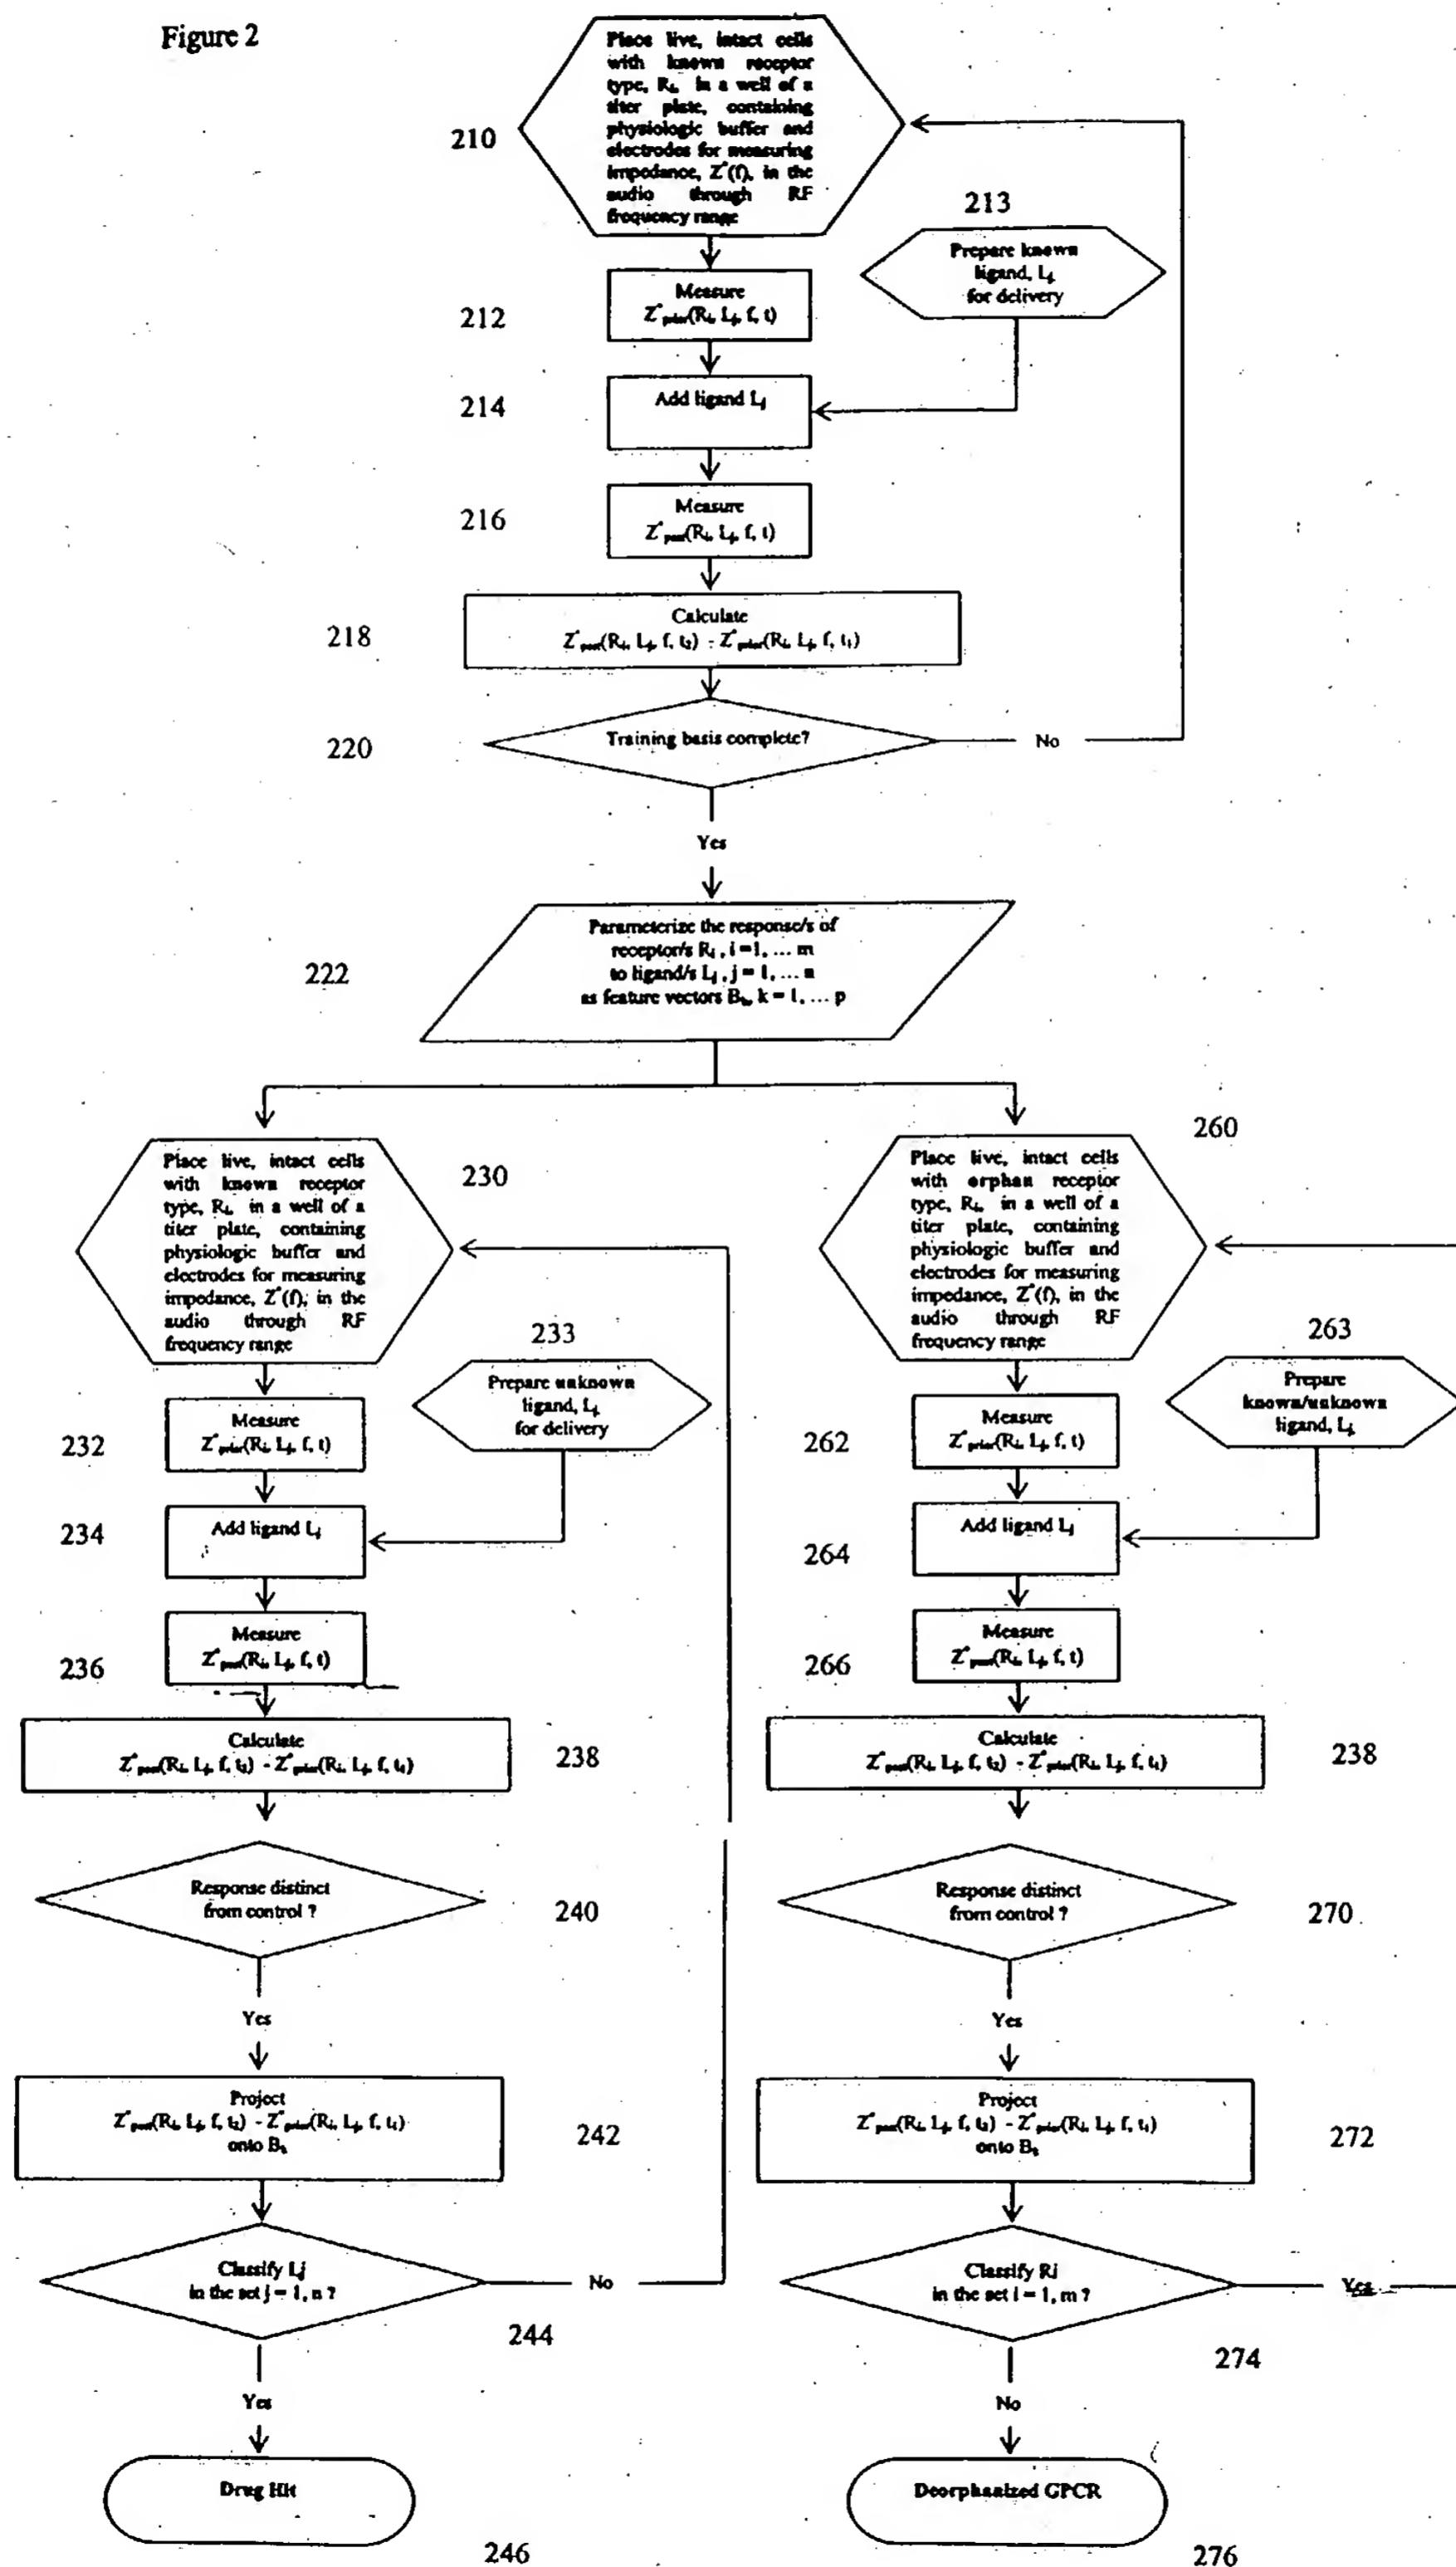 Figure 2
Place live, intact cells
with known receptor
type, Rᵢ, in a well of a
titer plate, containing
physiologic buffer and
electrodes for measuring
impedance, Z*(f), in the
audio through RF
frequency range
210
213
Prepare known
ligand, Lⱼ,
for delivery
212
Measure
Z*prior(Rᵢ, Lⱼ, f, t)
214
Add ligand Lⱼ
216
Measure
Z*post(Rᵢ, Lⱼ, f, t)
218
Calculate
Z*post(Rᵢ, Lⱼ, f, t₂) - Z*prior(Rᵢ, Lⱼ, f, t₁)
220
Training basis complete?
No
Yes
222
Parameterize the response/s of
receptor/s Rᵢ , i = 1, ... m
to ligand/s Lⱼ , j = 1, ... n
as feature vectors Bₖ, k = 1, ... p
230
Place live, intact cells
with known receptor
type, Rᵢ, in a well of a
titer plate, containing
physiologic buffer and
electrodes for measuring
impedance, Z*(f), in the
audio through RF
frequency range
233
Prepare unknown
ligand, Lⱼ,
for delivery
232
Measure
Z*prior(Rᵢ, Lⱼ, f, t)
234
Add ligand Lⱼ
236
Measure
Z*post(Rᵢ, Lⱼ, f, t)
Calculate
Z*post(Rᵢ, Lⱼ, f, t₂) - Z*prior(Rᵢ, Lⱼ, f, t₁)
238
Response distinct
from control ?
240
Yes
Project
Z*post(Rᵢ, Lⱼ, f, t₂) - Z*prior(Rᵢ, Lⱼ, f, t₁)
onto Bₖ
242
Classify Lj
in the set j = 1, n ?
No
244
Yes
Drug Hit
246
260
Place live, intact cells
with orphan receptor
type, Rᵢ, in a well of a
titer plate, containing
physiologic buffer and
electrodes for measuring
impedance, Z*(f), in the
audio through RF
frequency range
263
Prepare
known/unknown
ligand, Lⱼ
262
Measure
Z*prior(Rᵢ, Lⱼ, f, t)
264
Add ligand Lⱼ
266
Measure
Z*post(Rᵢ, Lⱼ, f, t)
Calculate
Z*post(Rᵢ, Lⱼ, f, t₂) - Z*prior(Rᵢ, Lⱼ, f, t₁)
238
Response distinct
from control ?
270
Yes
Project
Z*post(Rᵢ, Lⱼ, f, t₂) - Z*prior(Rᵢ, Lⱼ, f, t₁)
onto Bₖ
272
Classify Ri
in the set i = 1, m ?
Yes
274
No
Deorphanized GPCR
276